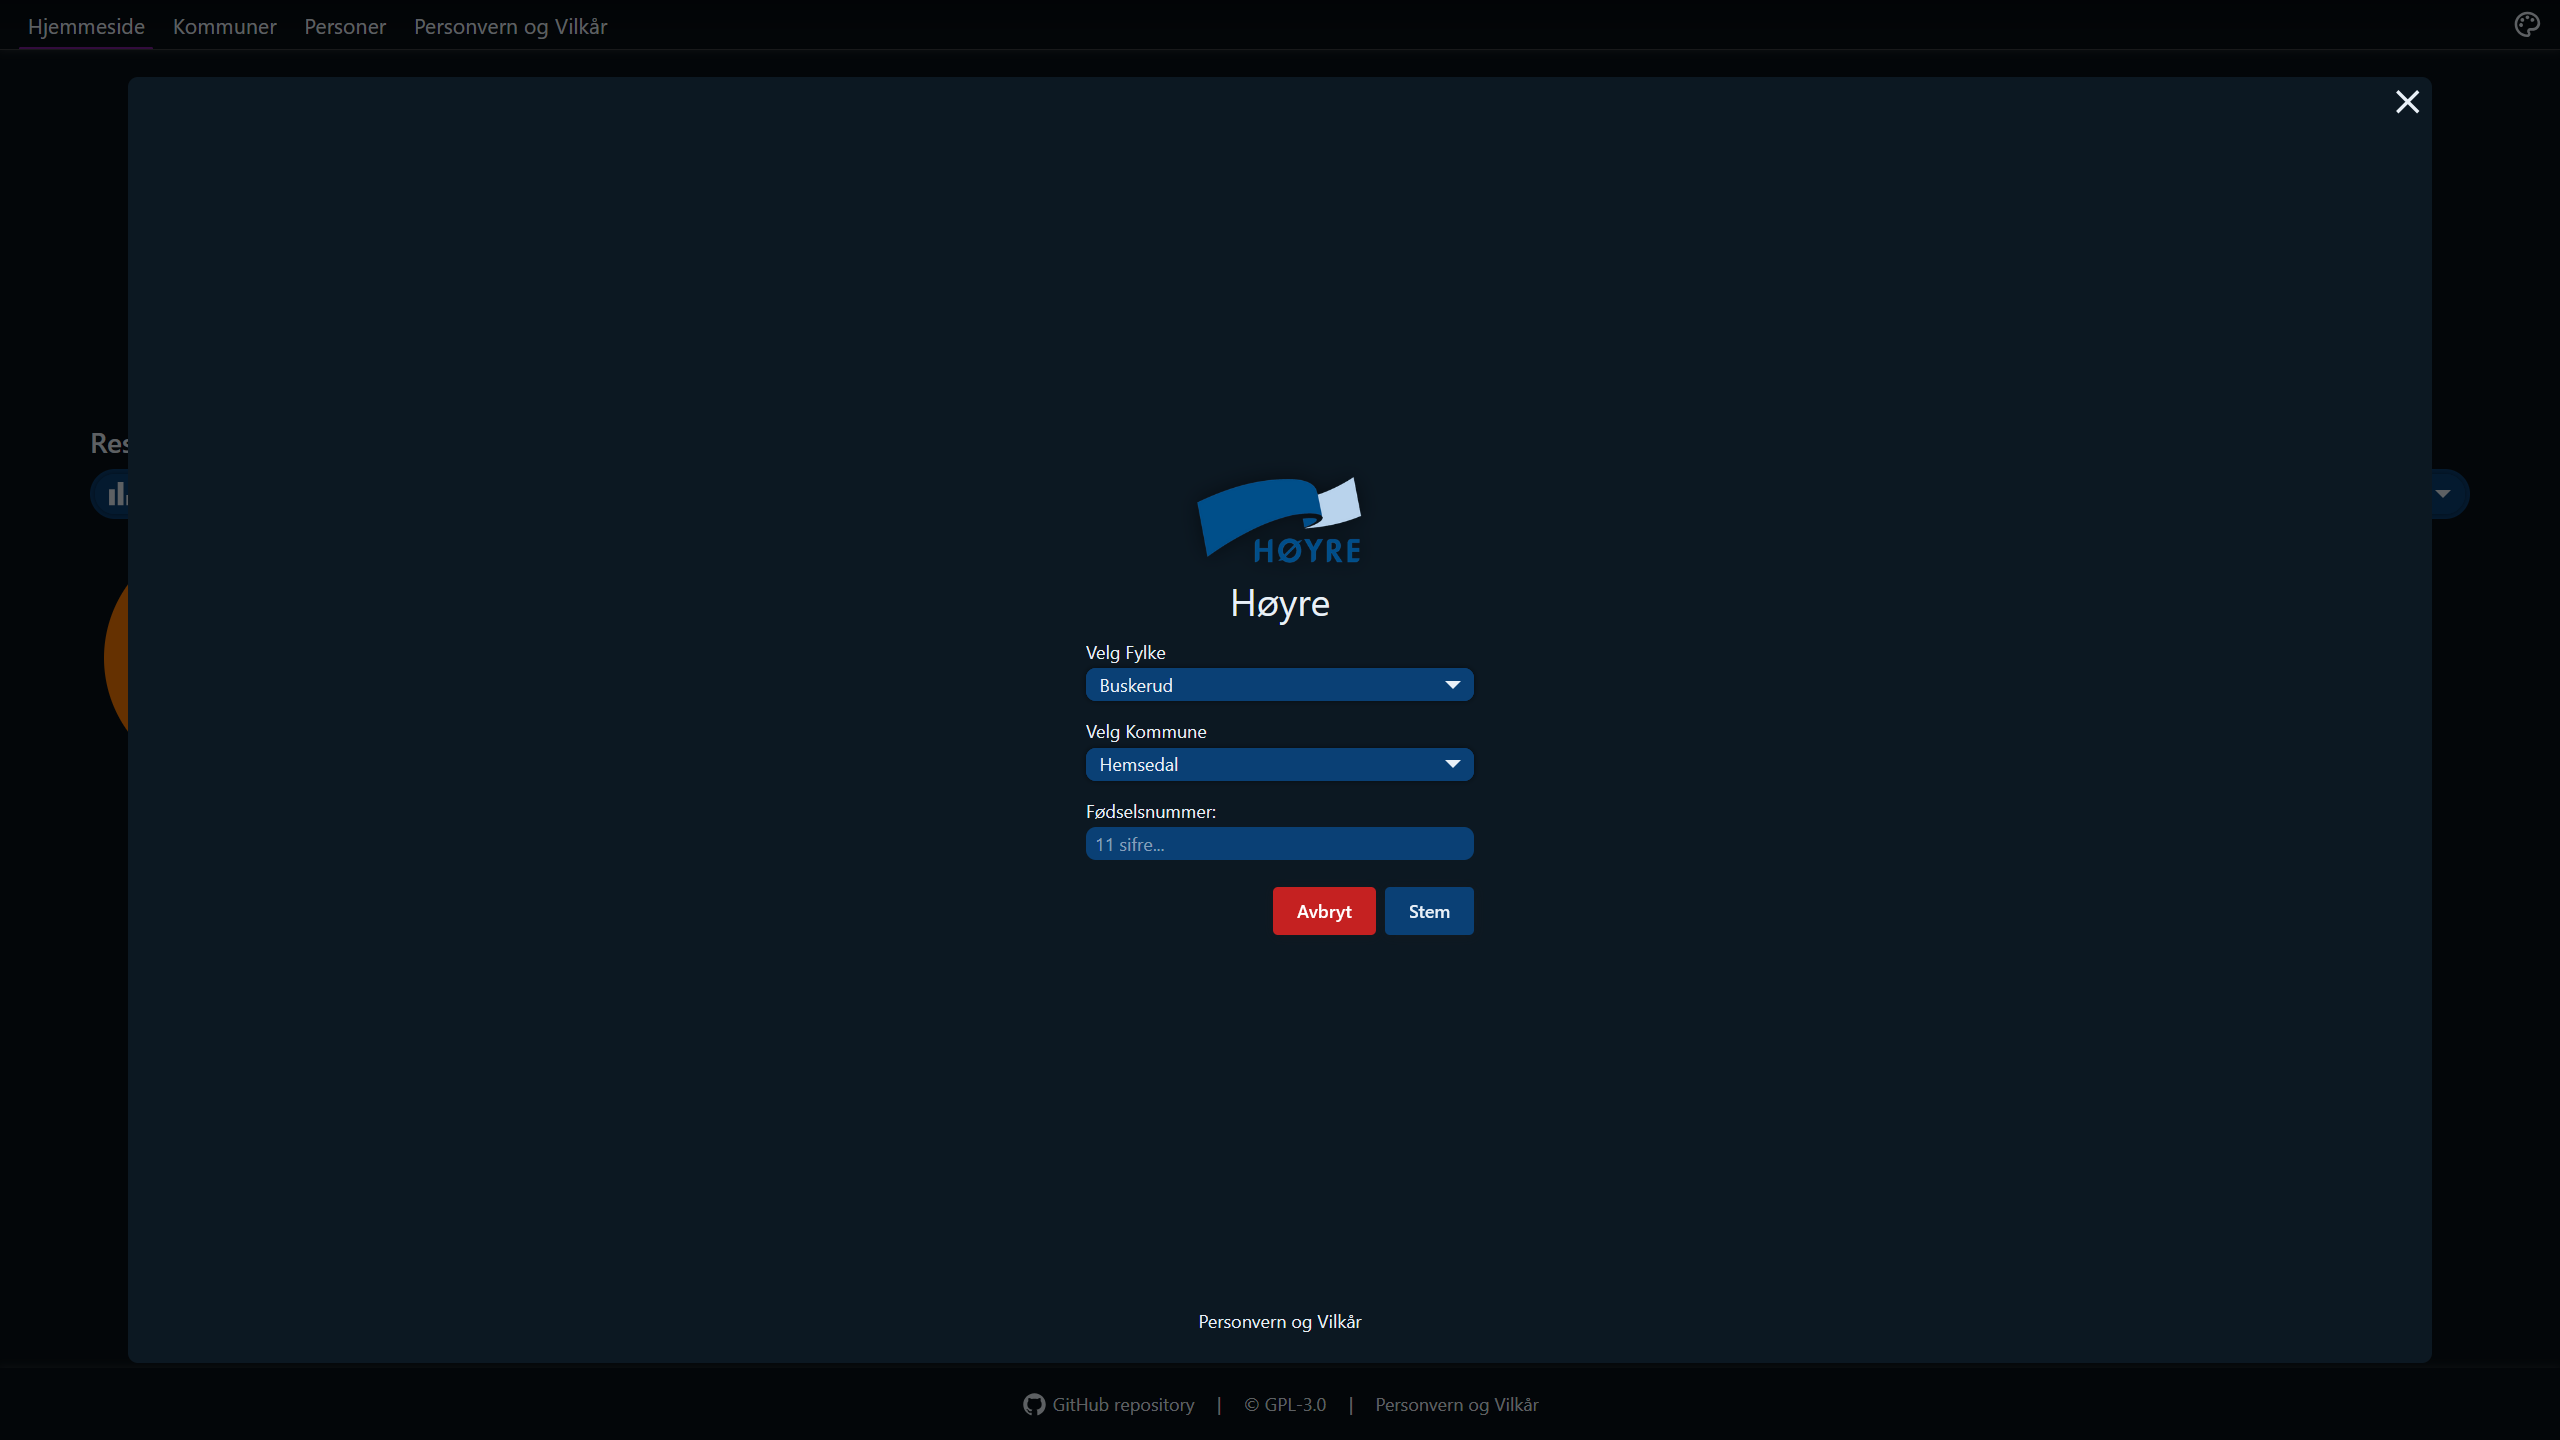 Hjemmeside Kommuner Personer Personvern og Vilkår
Res
HØYRE
Høyre
Velg Fylke
Buskerud
Velg Kommune
Hemsedal
Fødselsnummer:
11 sifre...
Avbryt Stem
Personvern og Vilkår
GitHub repository | © GPL-3.0 | Personvern og Vilkår